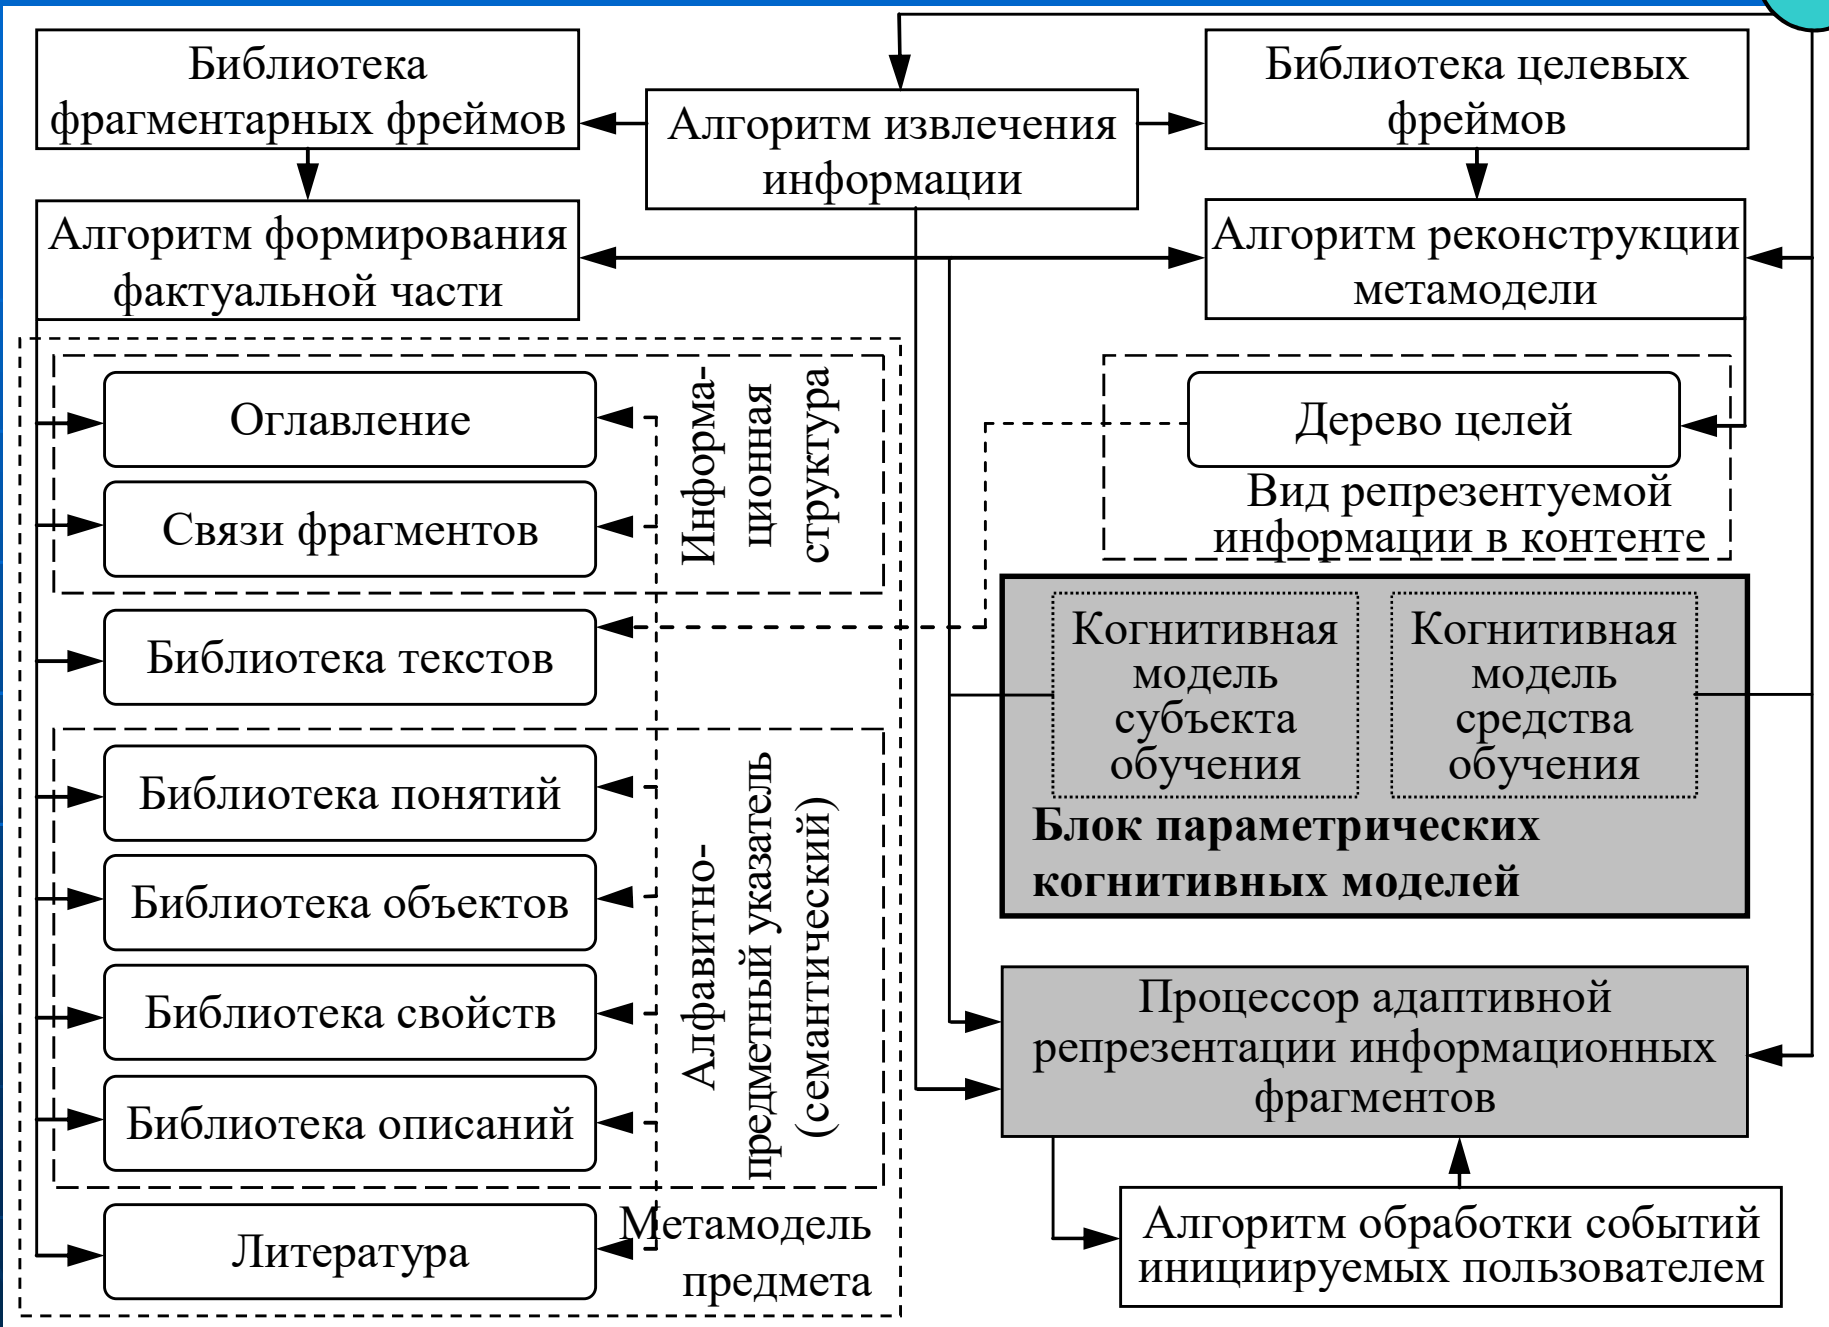 Библиотека
фрагментарных фреймов
Алгоритм извлечения
информации
Библиотека целевых
фреймов
Алгоритм формирования
фактуальной части
Алгоритм реконструкции
метамодели
Оглавление
Связи фрагментов
Информа-
ционная
структура
Дерево целей
Вид репрезентуемой
информации в контенте
Библиотека текстов
Когнитивная
модель
субъекта
обучения
Когнитивная
модель
средства
обучения
Блок параметрических
когнитивных моделей
Библиотека понятий
Библиотека объектов
Библиотека свойств
Библиотека описаний
Алфавитно-
предметный указатель
(семантический)
Процессор адаптивной
репрезентации информационных
фрагментов
Литература
Метамодель
предмета
Алгоритм обработки событий
инициируемых пользователем